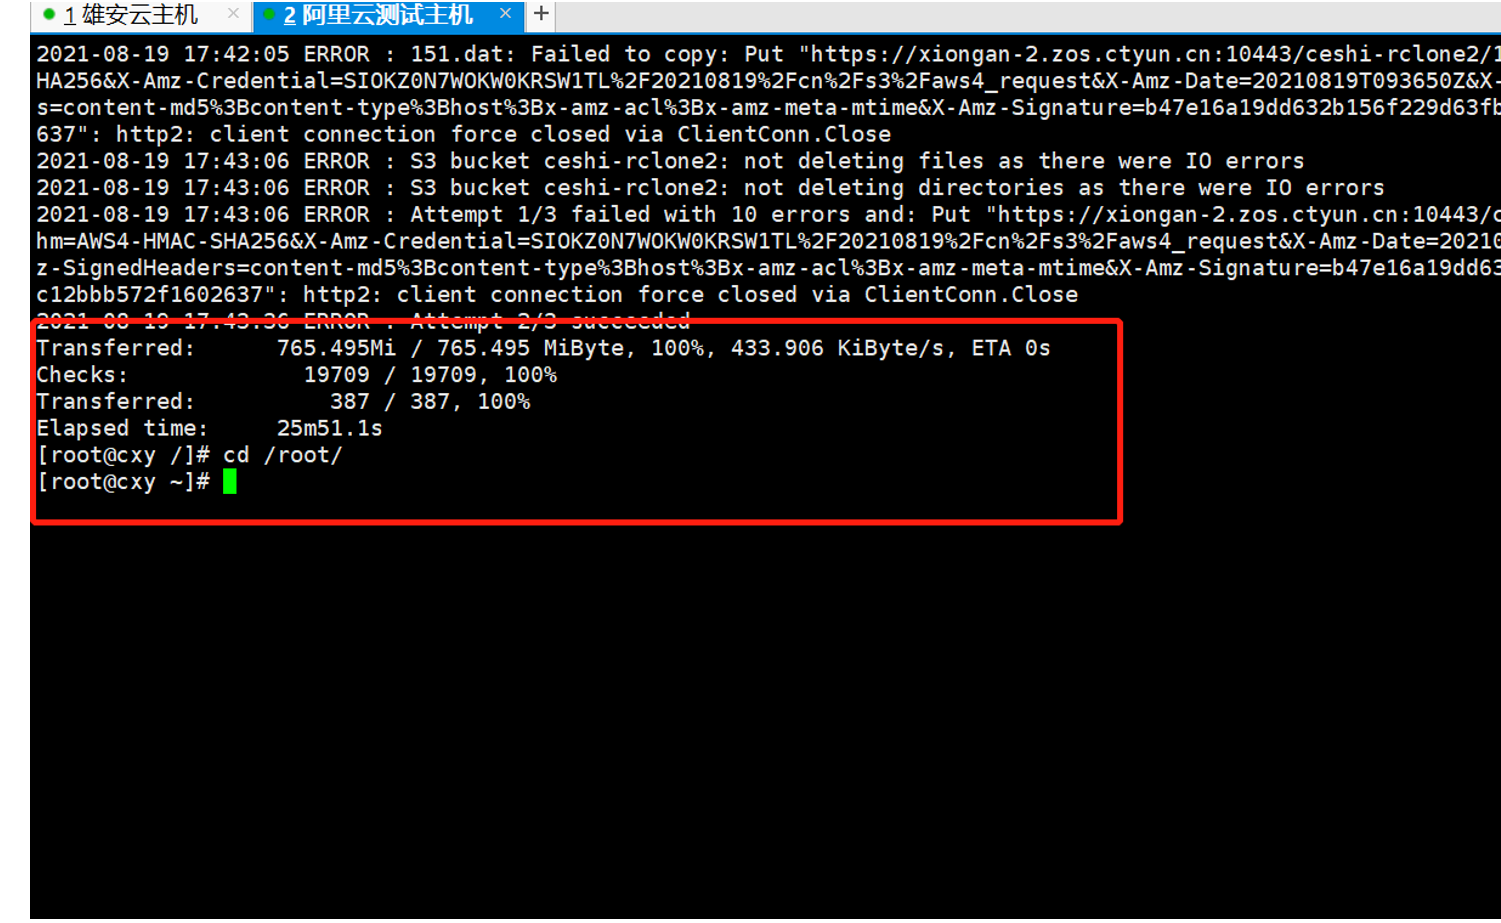 1 雄安云主机 × 2 阿里云测试主机 × +
2021-08-19 17:42:05 ERROR : 151.dat: Failed to copy: Put "https://xiongan-2.zos.ctyun.cn:10443/ceshi-rclone2/1
HA256&X-Amz-Credential=SIOKZ0N7WOKW0KRSW1TL%2F20210819%2Fcn%2Fs3%2Faws4_request&X-Amz-Date=20210819T093650Z&X-
s=content-md5%3Bcontent-type%3Bhost%3Bx-amz-acl%3Bx-amz-meta-mtime&X-Amz-Signature=b47e16a19dd632b156f229d63fb
637": http2: client connection force closed via ClientConn.Close
2021-08-19 17:43:06 ERROR : S3 bucket ceshi-rclone2: not deleting files as there were IO errors
2021-08-19 17:43:06 ERROR : S3 bucket ceshi-rclone2: not deleting directories as there were IO errors
2021-08-19 17:43:06 ERROR : Attempt 1/3 failed with 10 errors and: Put "https://xiongan-2.zos.ctyun.cn:10443/c
hm=AWS4-HMAC-SHA256&X-Amz-Credential=SIOKZ0N7WOKW0KRSW1TL%2F20210819%2Fcn%2Fs3%2Faws4_request&X-Amz-Date=20210
z-SignedHeaders=content-md5%3Bcontent-type%3Bhost%3Bx-amz-acl%3Bx-amz-meta-mtime&X-Amz-Signature=b47e16a19dd63
c12bbb572f1602637": http2: client connection force closed via ClientConn.Close
2021-08-19 17:43:36 ERROR : Attempt 2/3 succeeded
Transferred: 765.495Mi / 765.495 MiByte, 100%, 433.906 KiByte/s, ETA 0s
Checks: 19709 / 19709, 100%
Transferred: 387 / 387, 100%
Elapsed time: 25m51.1s
[root@cxy /]# cd /root/
[root@cxy ~]#